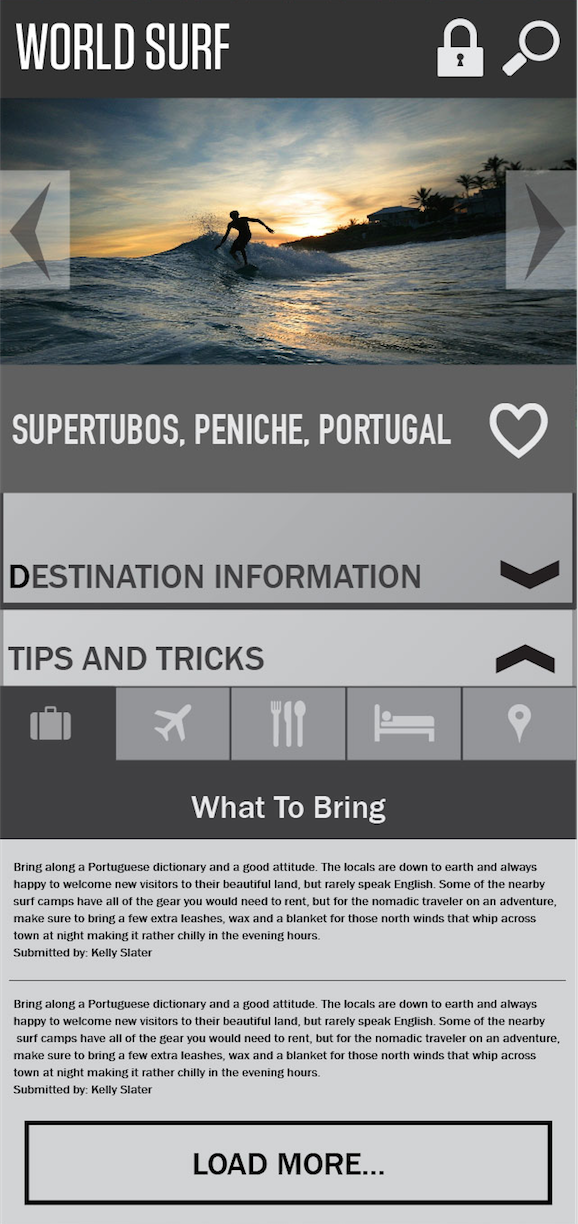 WORLD SURF
SUPERTUBOS, PENICHE, PORTUGAL
DESTINATION INFORMATION
TIPS AND TRICKS
What To Bring
Bring along a Portuguese dictionary and a good attitude. The locals are down to earth and always
happy to welcome new visitors to their beautiful land, but rarely speak English. Some of the nearby
surf camps have all of the gear you would need to rent, but for the nomadic traveler on an adventure,
make sure to bring a few extra leashes, wax and a blanket for those north winds that whip across
town at night making it rather chilly in the evening hours.
Submitted by: Kelly Slater
Bring along a Portuguese dictionary and a good attitude. The locals are down to earth and always
happy to welcome new visitors to their beautiful land, but rarely speak English. Some of the nearby
surf camps have all of the gear you would need to rent, but for the nomadic traveler on an adventure,
make sure to bring a few extra leashes, wax and a blanket for those north winds that whip across
town at night making it rather chilly in the evening hours.
Submitted by: Kelly Slater
LOAD MORE...